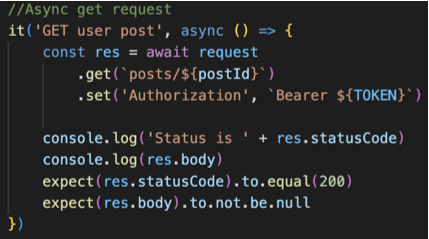 //Async get request
it('GET user post', async () => {
    const res = await request
        .get(`posts/${postId}`)
        .set('Authorization', `Bearer ${TOKEN}`)

    console.log('Status is ' + res.statusCode)
    console.log(res.body)
    expect(res.statusCode).to.equal(200)
    expect(res.body).to.not.be.null
})